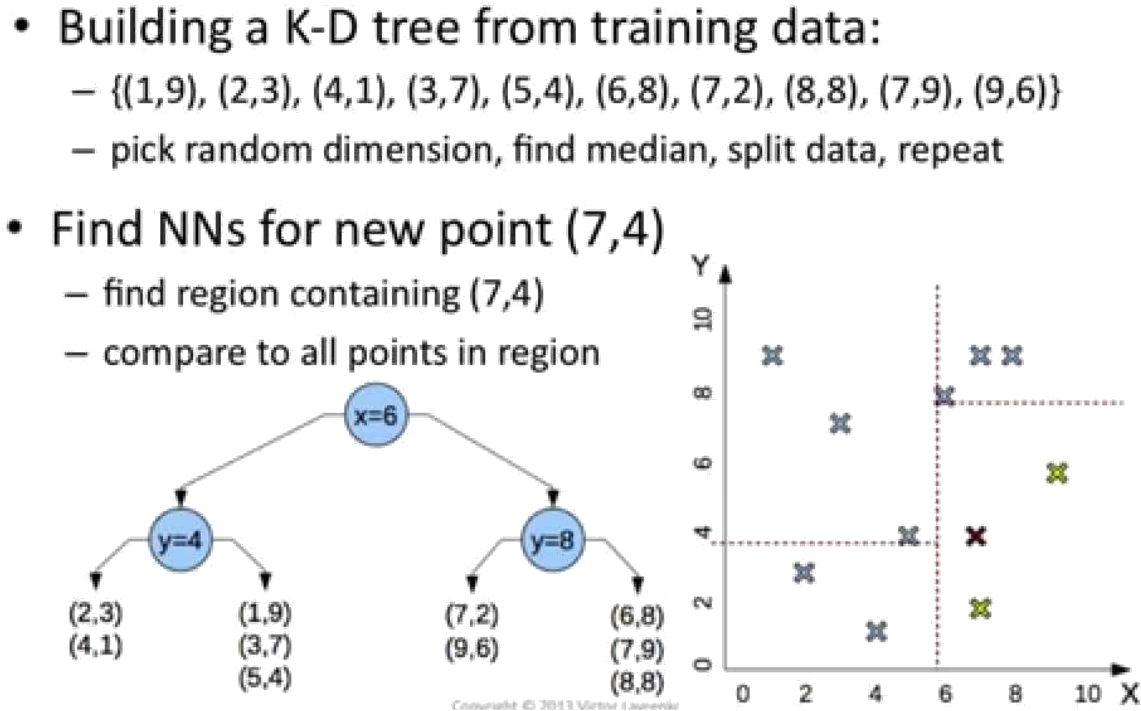 • Building a K-D tree from training data:
– {(1,9), (2,3), (4,1), (3,7), (5,4), (6,8), (7,2), (8,8), (7,9), (9,6)}
– pick random dimension, find median, split data, repeat
• Find NNs for new point (7,4)
– find region containing (7,4)
– compare to all points in region
x=6
y=4 y=8
(2,3) (1,9) (7,2) (6,8)
(4,1) (3,7) (9,6) (7,9)
(5,4) (8,8)
Y
10
8
6
4
2
0
0 2 4 6 8 10 X
Copyright © 2013 Victor